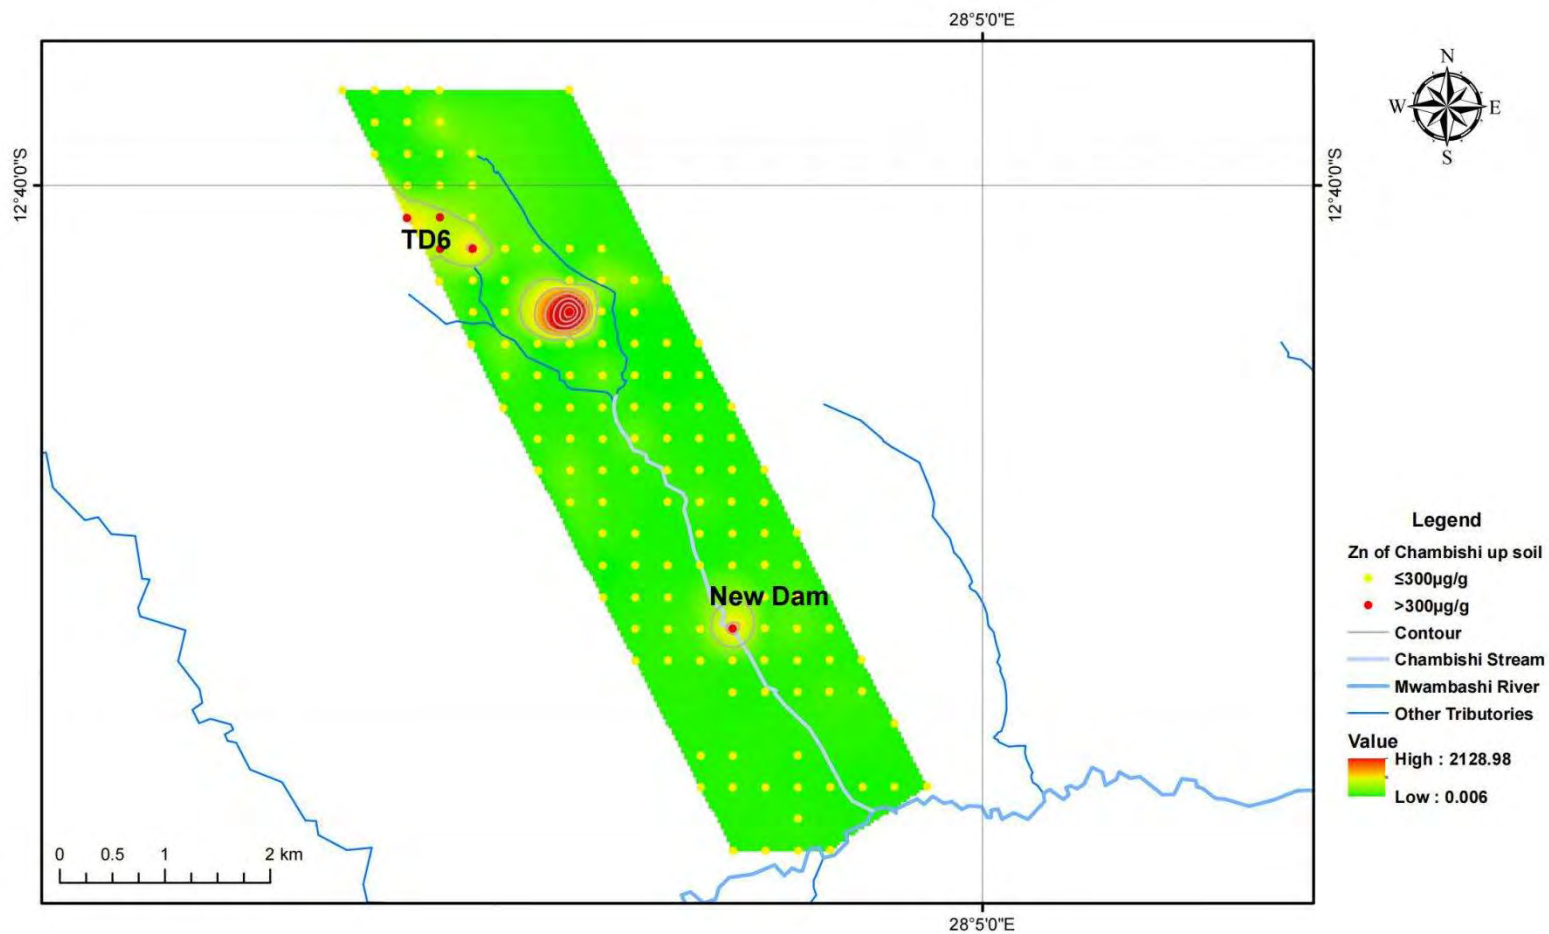 28°5'0"E
N
W E
S
12°40'0"S
12°40'0"S
TD6
New Dam
Legend
Zn of Chambishi up soil
≤300μg/g
>300μg/g
Contour
Chambishi Stream
Mwambashi River
Other Tributories
Value
High : 2128.98
Low : 0.006
0 0.5 1 2 km
28°5'0"E